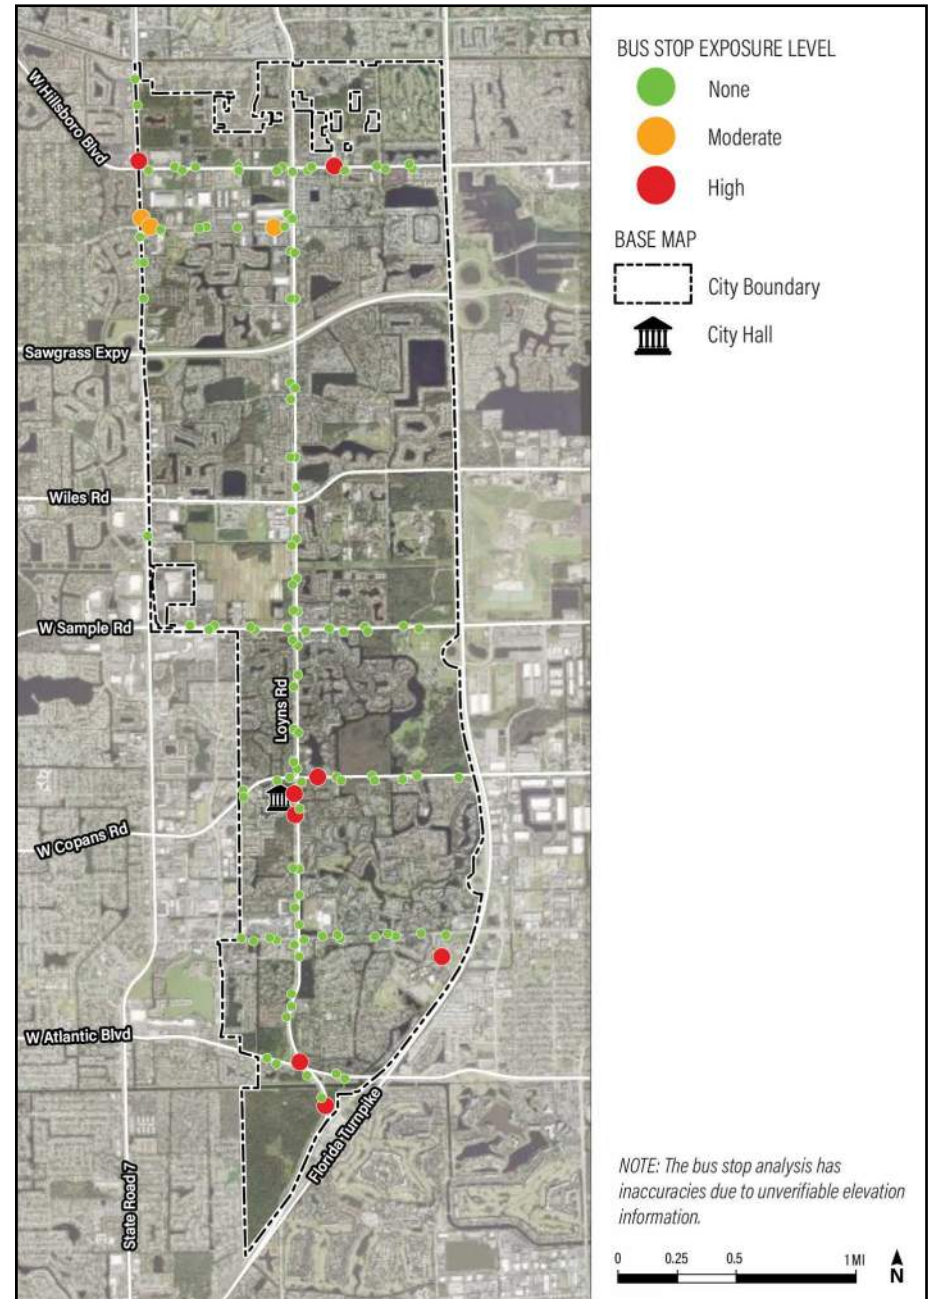 BUS STOP EXPOSURE LEVEL
None
Moderate
High
BASE MAP
City Boundary
City Hall
W Hillsboro Blvd
Sawgrass Expy
Wiles Rd
W Sample Rd
Loyns Rd
W Copans Rd
W Atlantic Blvd
Florida Turnpike
State Road 7
NOTE: The bus stop analysis has
inaccuracies due to unverifiable elevation
information.
0 0.25 0.5 1 MI
N